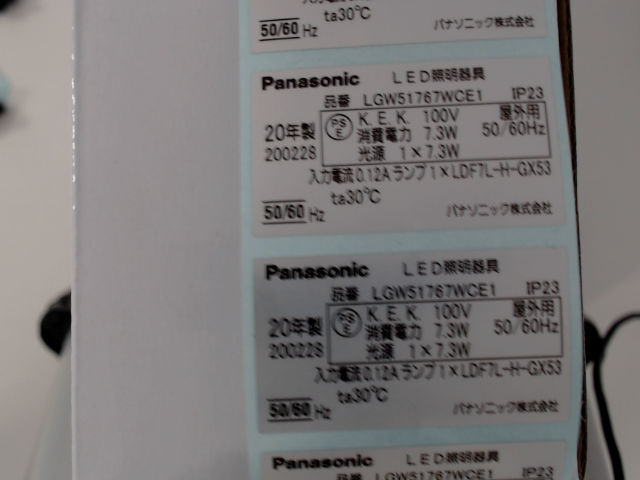 ta30℃
50/60 Hz
パナソニック株式会社
Panasonic LED照明器具
品番 LGW51767WCE1 IP23
20年製 PS E K. E. K. 100V 屋外用
消費電力 7.3W 50/60Hz
200228 光源 1×7.3W
入力電流0.12A ランプ1×LDF7L-H-GX53
ta30℃
50/60 Hz パナソニック株式会社
Panasonic LED照明器具
品番 LGW51767WCE1 IP23
20年製 PS E K. E. K. 100V 屋外用
消費電力 7.3W 50/60Hz
200228 光源 1×7.3W
入力電流0.12A ランプ1×LDF7L-H-GX53
ta30℃
50/60 Hz パナソニック株式会社
Panasonic LED照明器具
品番 LGW51767WCE1 IP23